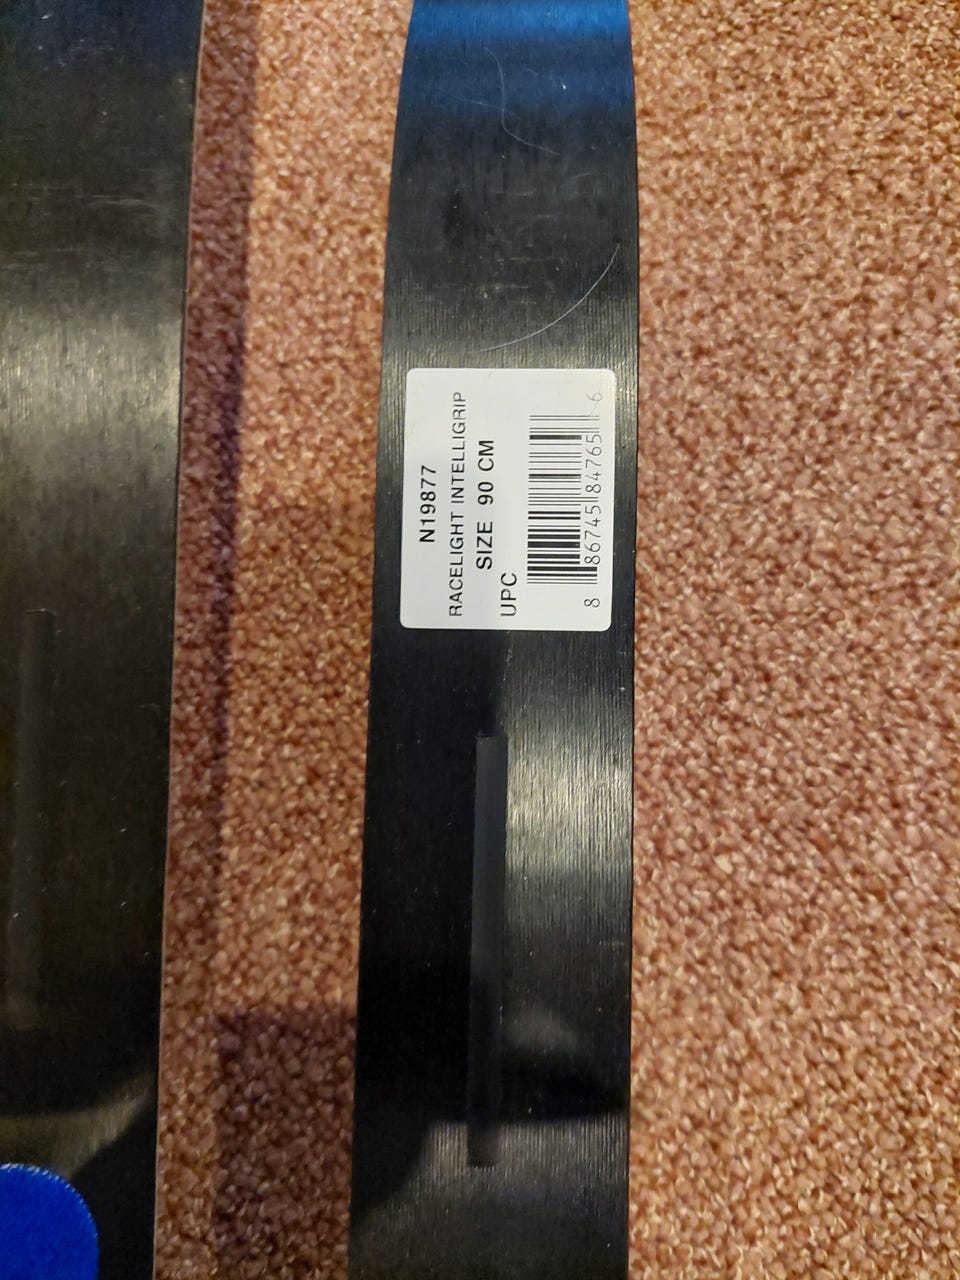 N19877
RACELIGHT INTELLIGRIP
SIZE 90 CM
UPC
8 86745 84765 6